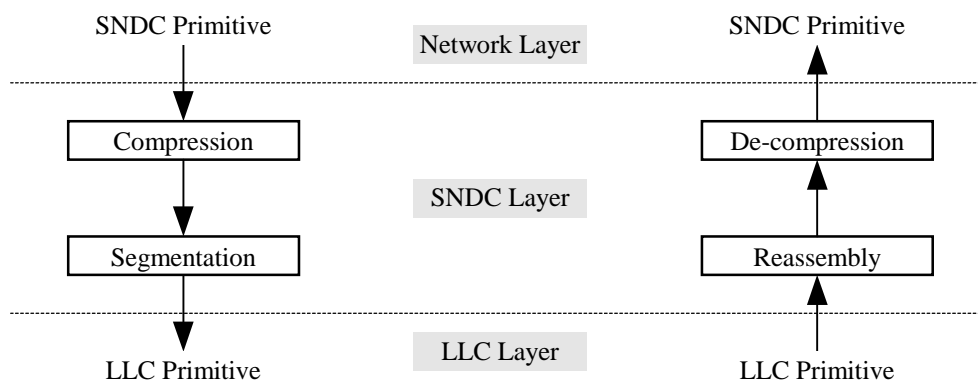 SNDC Primitive
Network Layer
SNDC Primitive
Compression
De-compression
SNDC Layer
Segmentation
Reassembly
LLC Primitive
LLC Layer
LLC Primitive